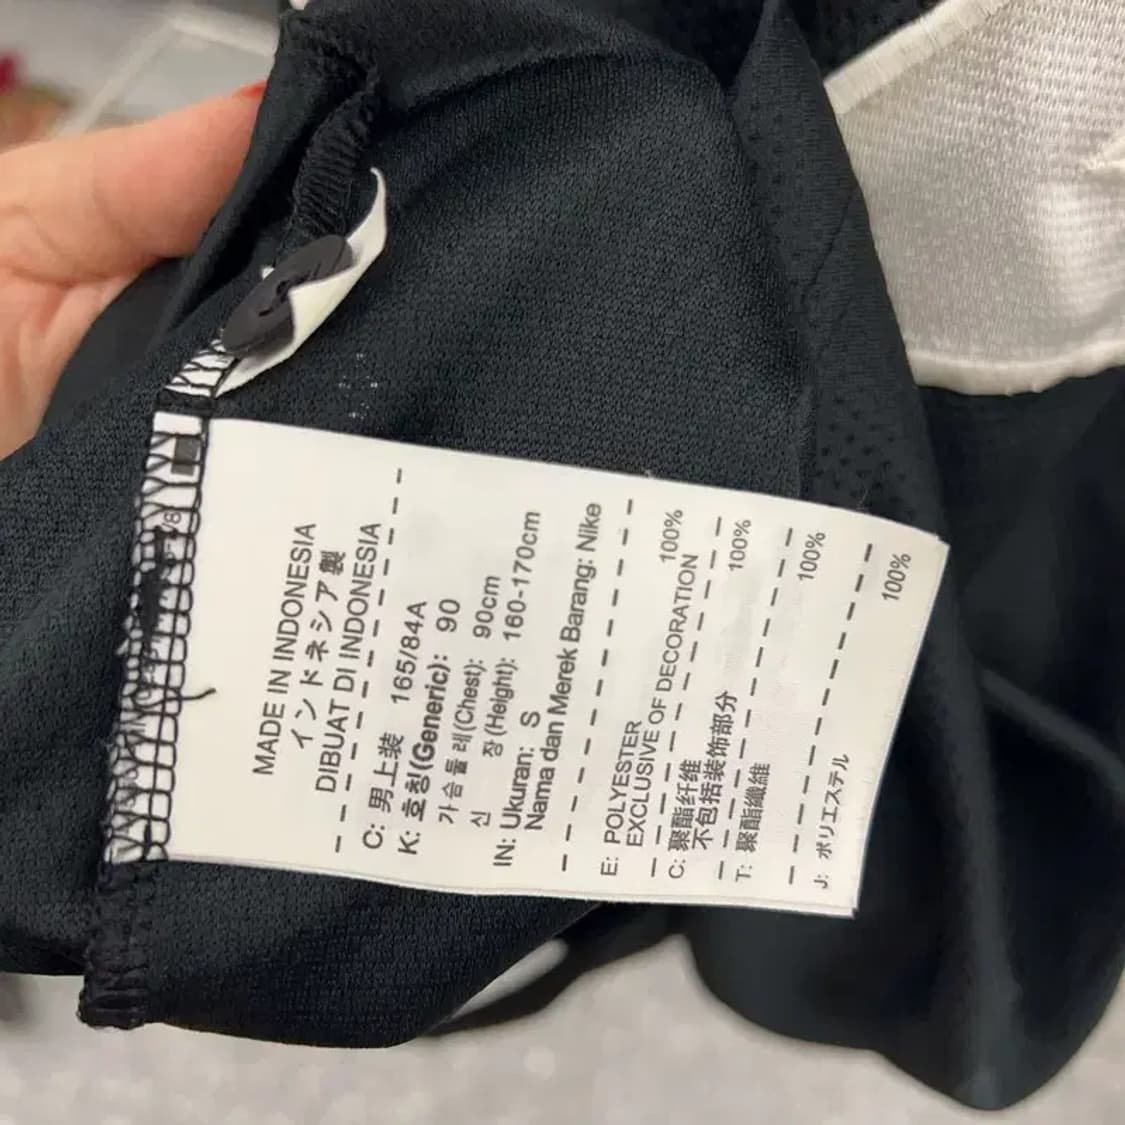 MADE IN INDONESIA
インドネシア製
DIBUAT DI INDONESIA
C: 男上装 165/84A
K: 호칭(Generic): 90
가슴둘레(Chest): 90cm
신 장(Height): 160-170cm
IN: Ukuran: S
Nama dan Merek Barang: Nike
E: POLYESTER 100%
EXCLUSIVE OF DECORATION
C: 聚酯纤维 100%
不包括装饰部分
T: 聚酯纖維 100%
J: ポリエステル 100%